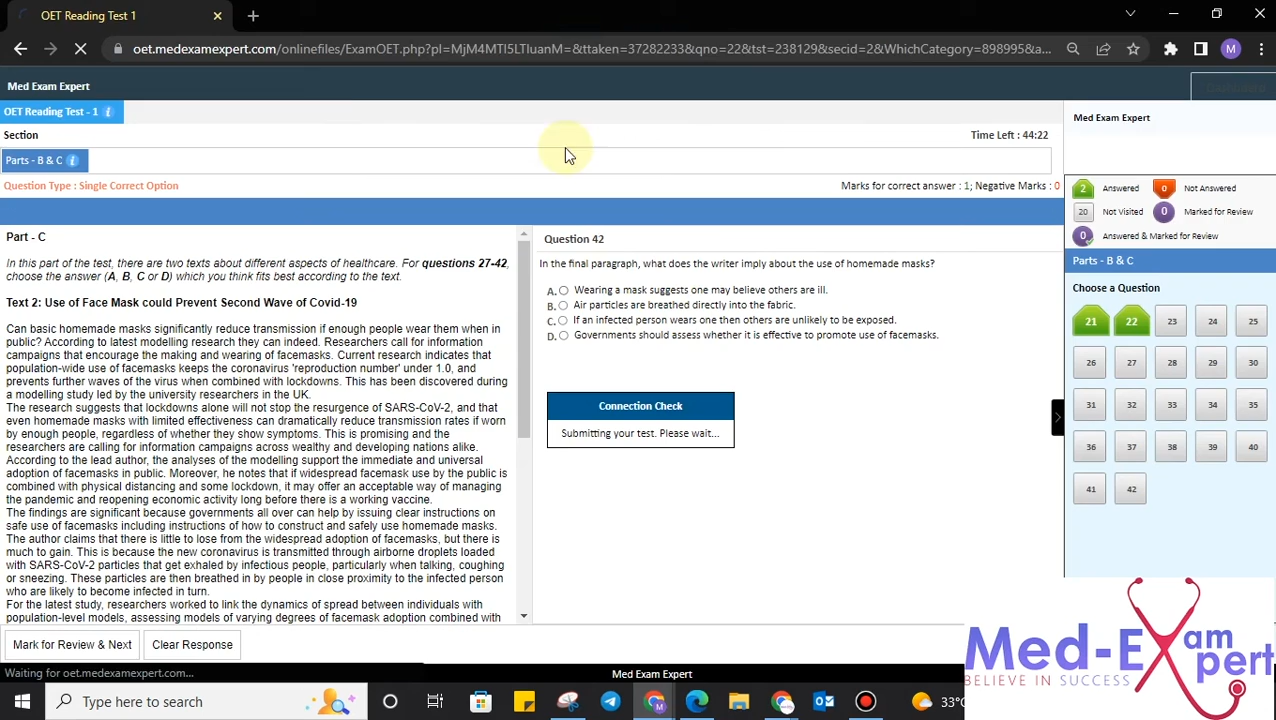 OET Reading Test 1
oet.medexamexpert.com/onlinefiles/ExamOET.php?pl=MjM4MTI5LTIuanM=&ttaken=37282233&qno=22&tst=238129&secid=2&WhichCategory=898995&a...
M
Med Exam Expert
OET Reading Test - 1 i
Med Exam Expert
Section
Time Left : 44:22
Parts - B & C i
Question Type : Single Correct Option
Marks for correct answer : 1; Negative Marks : 0
2 Answered
0 Not Answered
20 Not Visited
0 Marked for Review
0 Answered & Marked for Review
Parts - B & C
Choose a Question
21 22 23 24 25
26 27 28 29 30
31 32 33 34 35
36 37 38 39 40
41 42
Part - C
In this part of the test, there are two texts about different aspects of healthcare. For questions 27-42,
choose the answer (A, B, C or D) which you think fits best according to the text.
Text 2: Use of Face Mask could Prevent Second Wave of Covid-19
Can basic homemade masks significantly reduce transmission if enough people wear them when in
public? According to latest modelling research they can indeed. Researchers call for information
campaigns that encourage the making and wearing of facemasks. Current research indicates that
population-wide use of facemasks keeps the coronavirus 'reproduction number' under 1.0, and
prevents further waves of the virus when combined with lockdowns. This has been discovered during
a modelling study led by the university researchers in the UK.
The research suggests that lockdowns alone will not stop the resurgence of SARS-CoV-2, and that
even homemade masks with limited effectiveness can dramatically reduce transmission rates if worn
by enough people, regardless of whether they show symptoms. This is promising and the
researchers are calling for information campaigns across wealthy and developing nations alike.
According to the lead author, the analyses of the modelling support the immediate and universal
adoption of facemasks in public. Moreover, he notes that if widespread facemask use by the public is
combined with physical distancing and some lockdown, it may offer an acceptable way of managing
the pandemic and reopening economic activity long before there is a working vaccine.
The findings are significant because governments all over can help by issuing clear instructions on
safe use of facemasks including instructions of how to construct and safely use homemade masks.
The author claims that there is little to lose from the widespread adoption of facemasks, but there is
much to gain. This is because the new coronavirus is transmitted through airborne droplets loaded
with SARS-CoV-2 particles that get exhaled by infectious people, particularly when talking, coughing
or sneezing. These particles are then breathed in by people in close proximity to the infected person
who are likely to become infected in turn.
For the latest study, researchers worked to link the dynamics of spread between individuals with
population-level models, assessing models of varying degrees of facemask adoption combined with
Question 42
In the final paragraph, what does the writer imply about the use of homemade masks?
A. Wearing a mask suggests one may believe others are ill.
B. Air particles are breathed directly into the fabric.
C. If an infected person wears one then others are unlikely to be exposed.
D. Governments should assess whether it is effective to promote use of facemasks.
Connection Check
Submitting your test. Please wait...
Mark for Review & Next
Clear Response
Waiting for oet.medexamexpert.com...
Med Exam Expert
Med-Exam
Expert
BELIEVE IN SUCCESS
Type here to search
33°